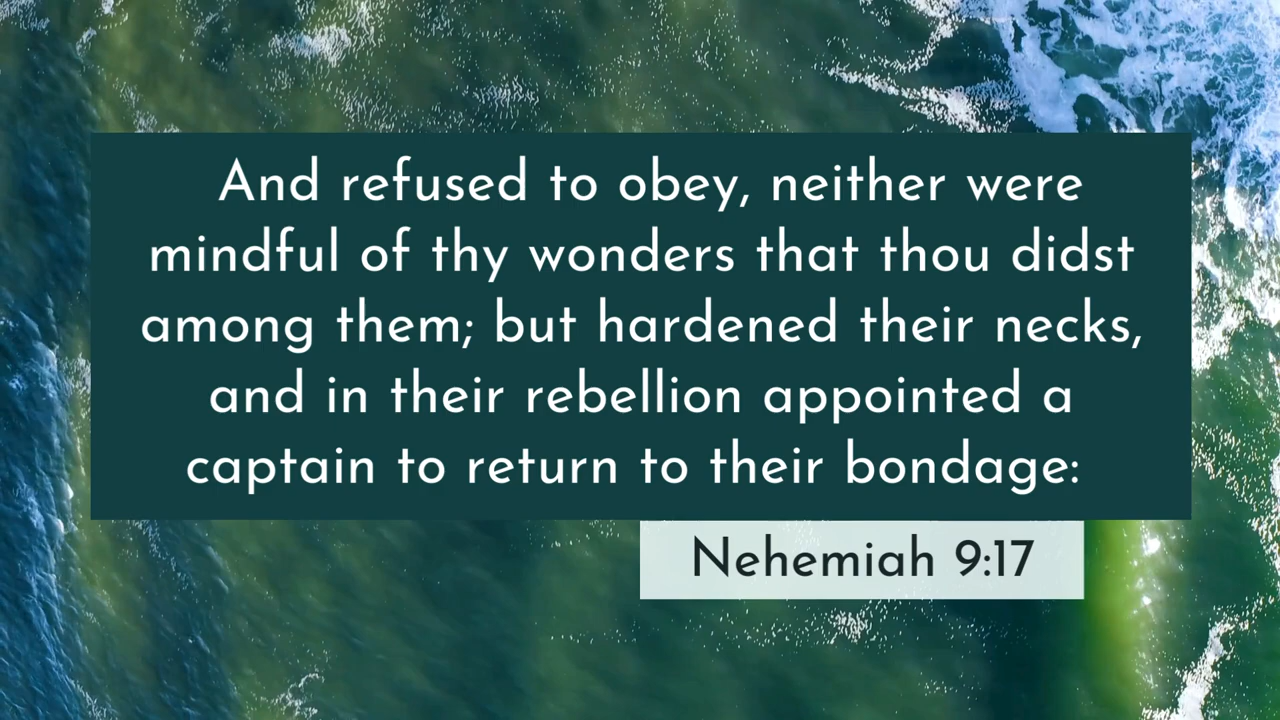 And refused to obey, neither were
mindful of thy wonders that thou didst
among them; but hardened their necks,
and in their rebellion appointed a
captain to return to their bondage:
Nehemiah 9:17